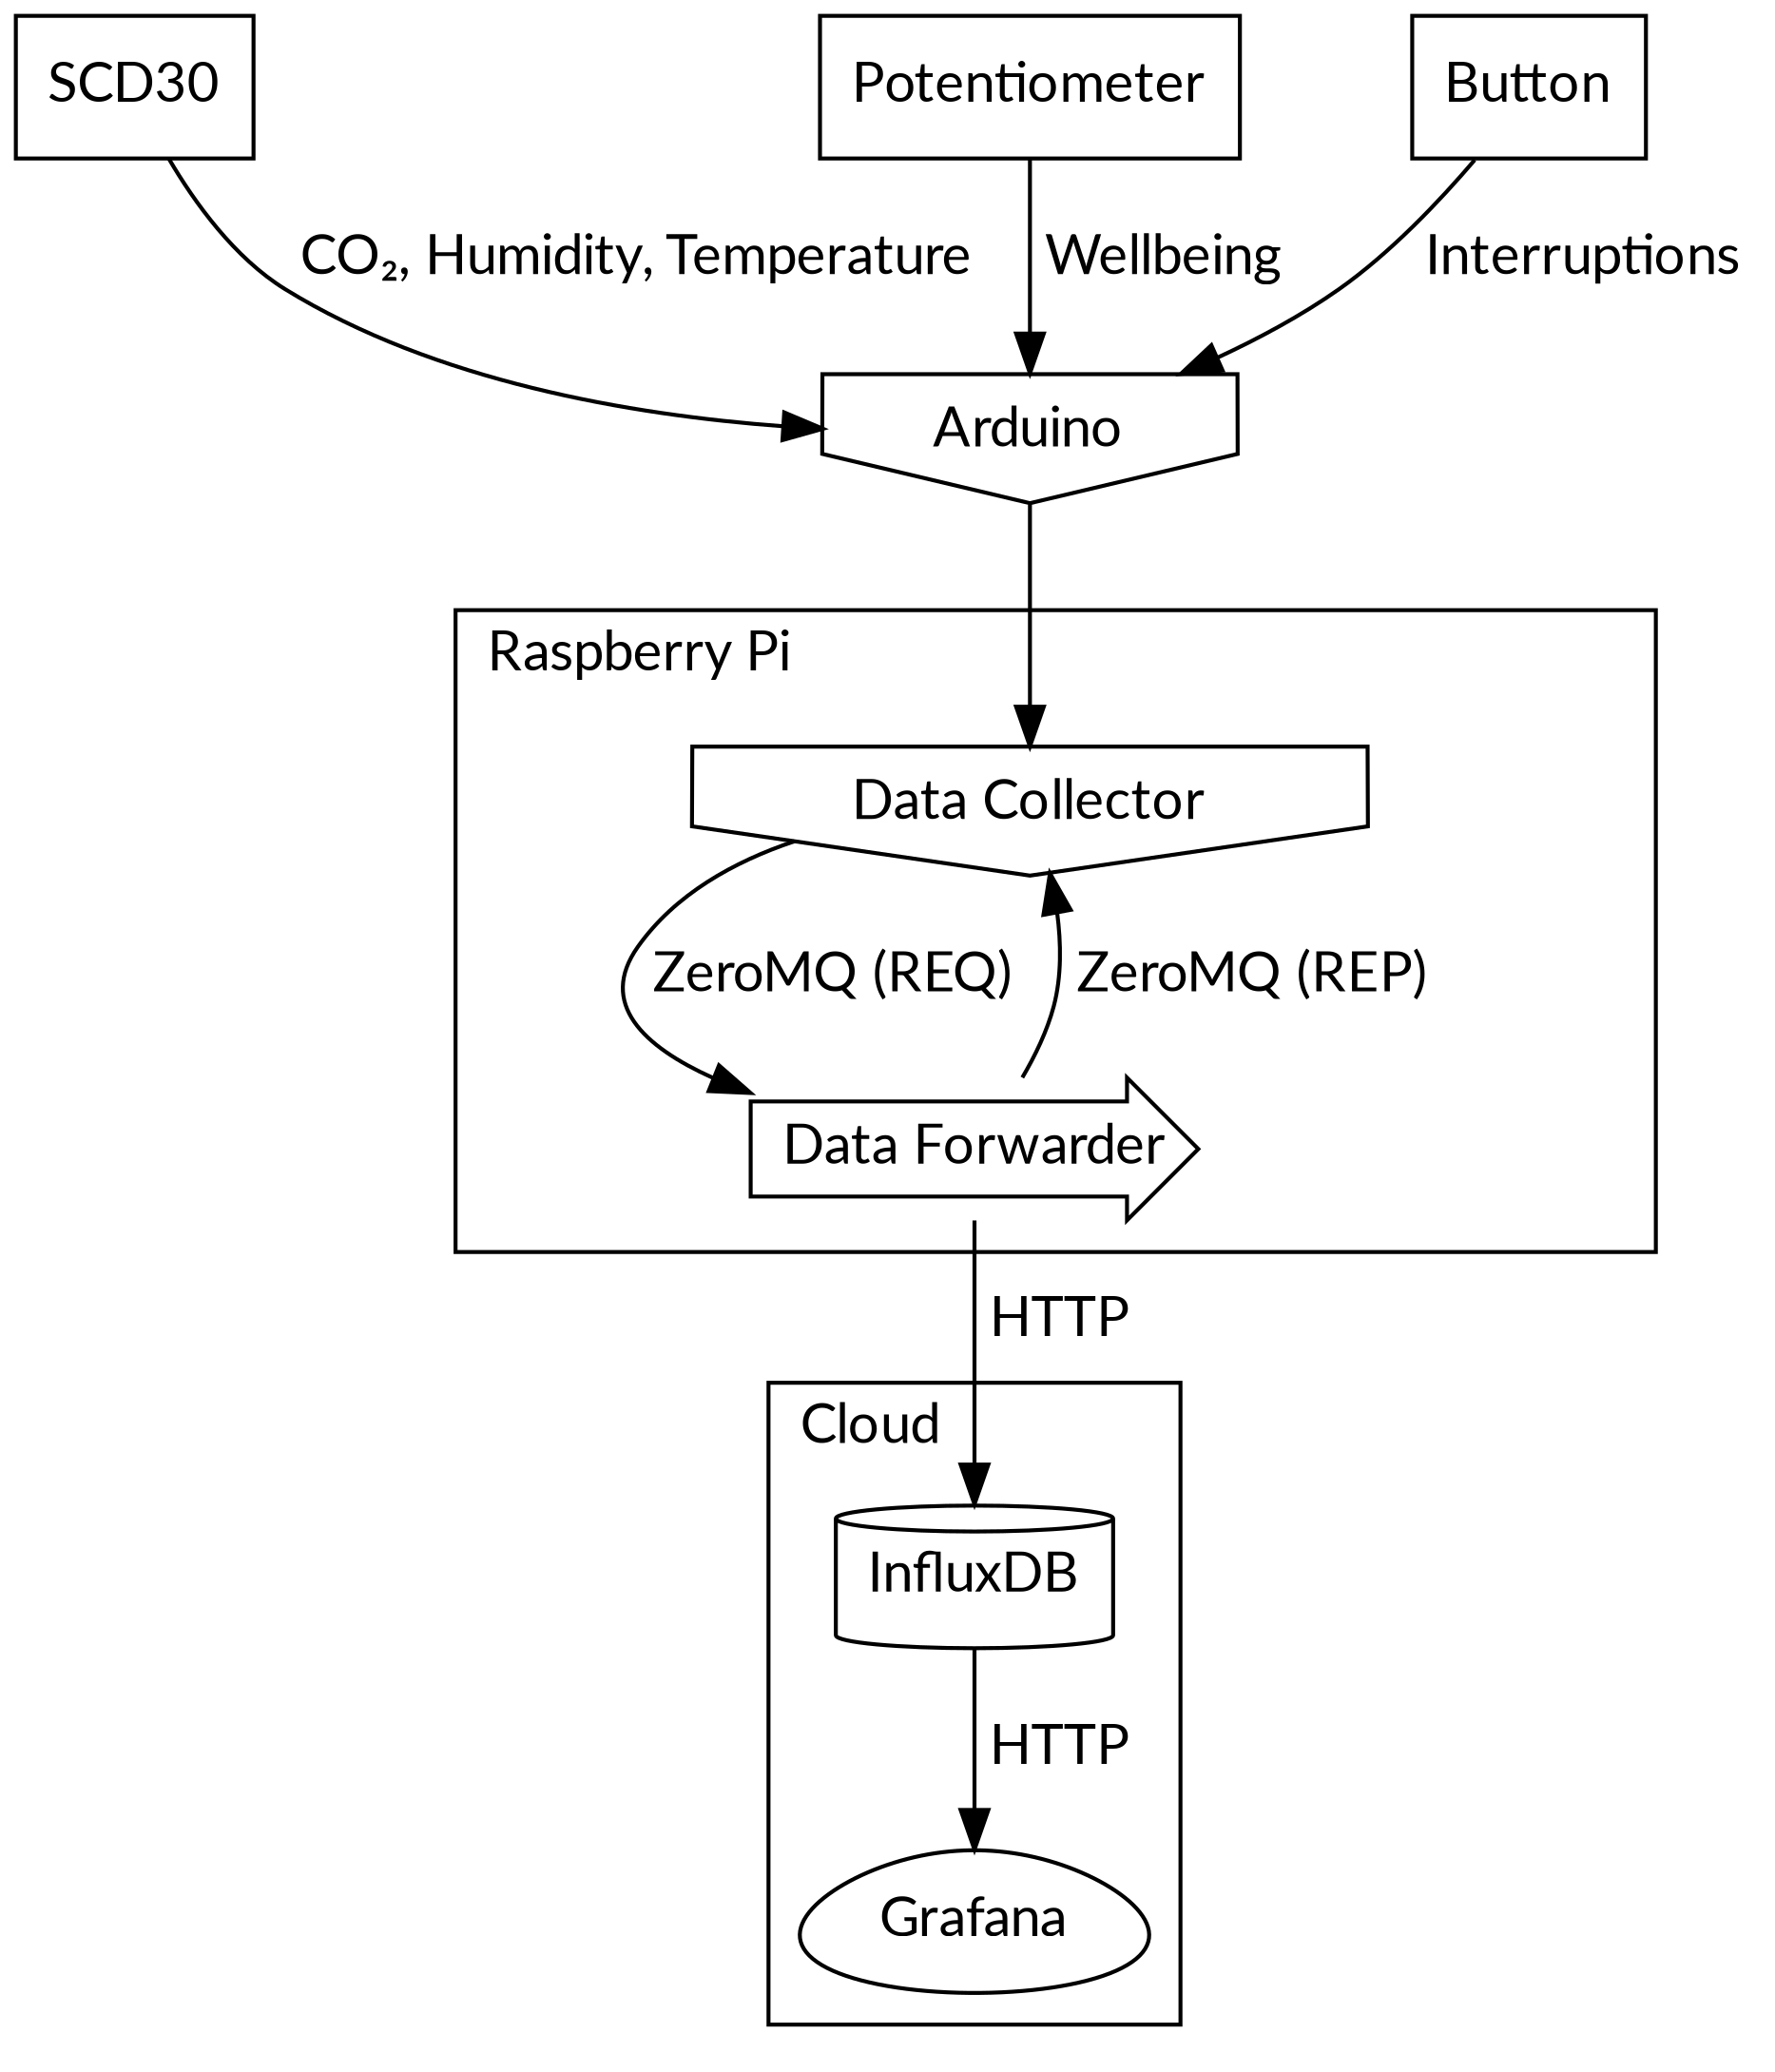 SCD30
Potentiometer
Button
CO₂, Humidity, Temperature
Wellbeing
Interruptions
Arduino
Raspberry Pi
Data Collector
ZeroMQ (REQ)
ZeroMQ (REP)
Data Forwarder
HTTP
Cloud
InfluxDB
HTTP
Grafana